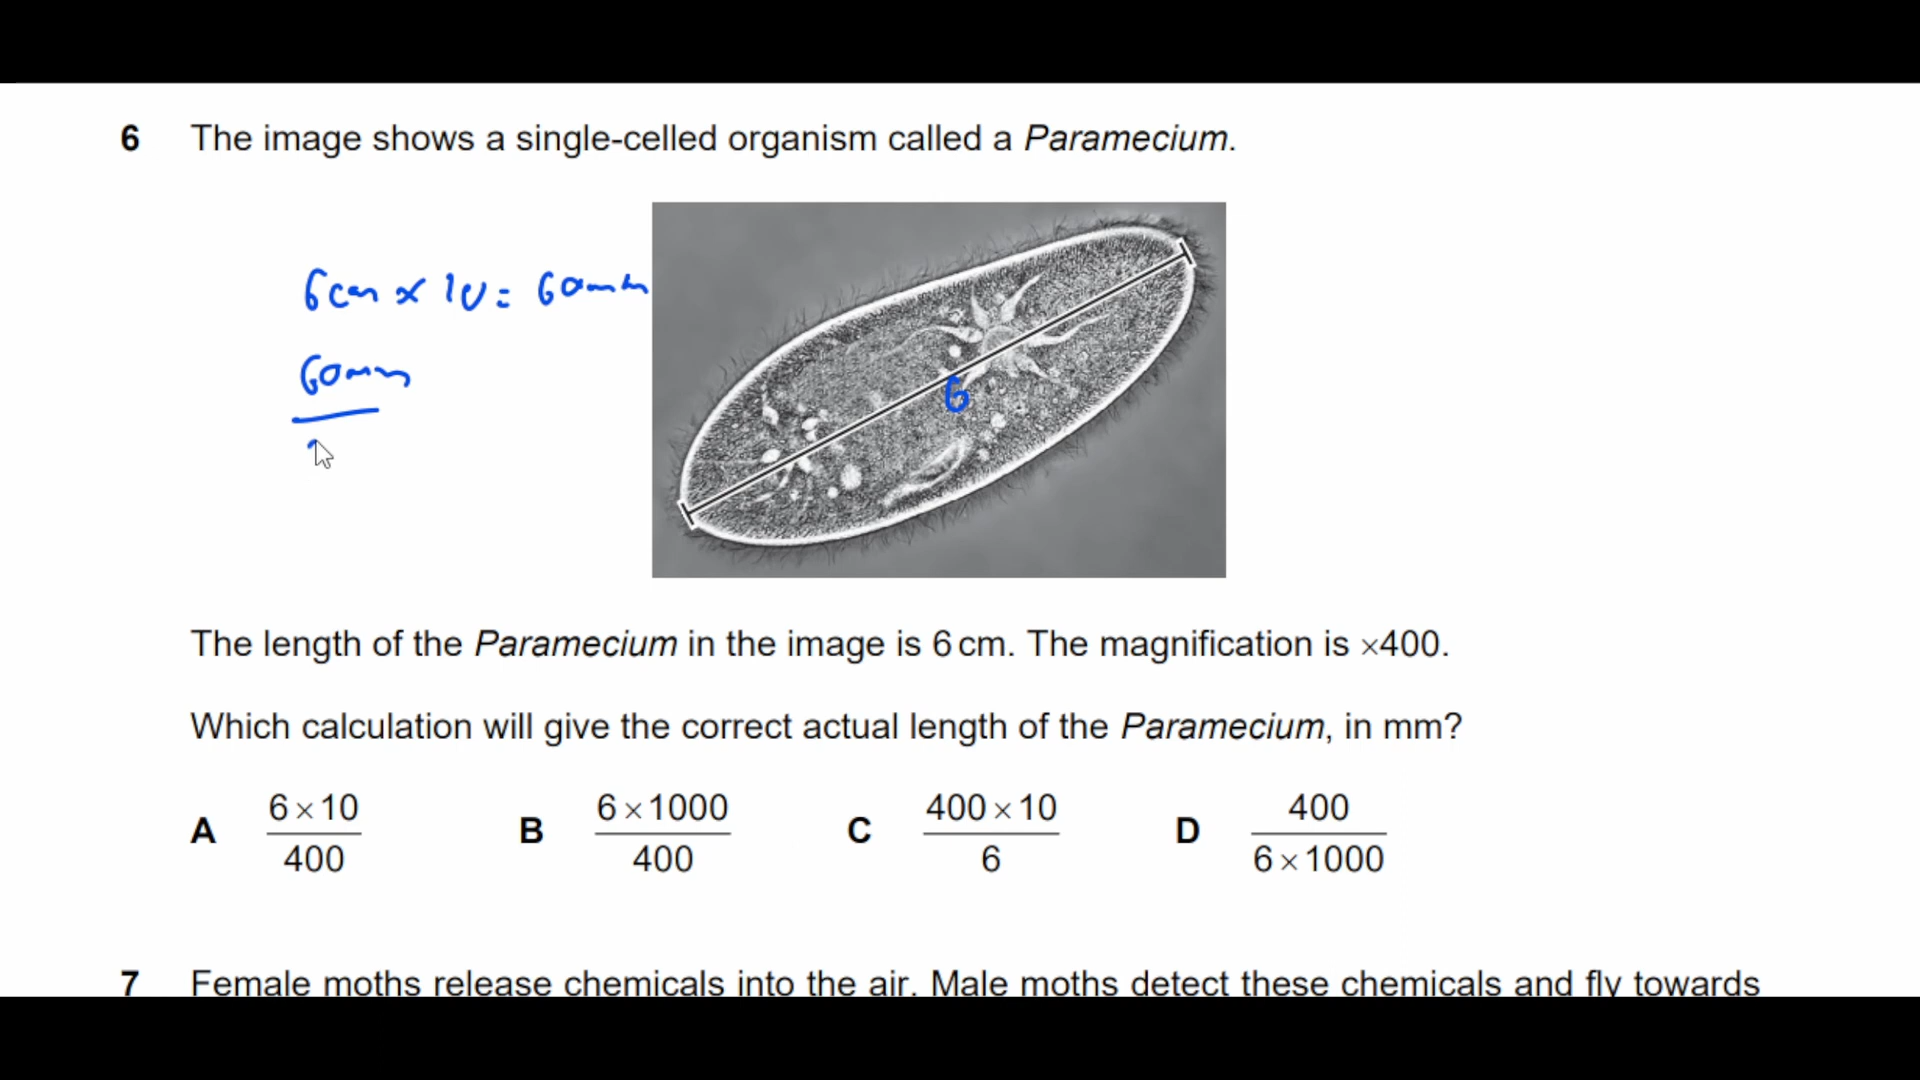 6 The image shows a single-celled organism called a Paramecium.
6cm × 10 = 60mm
60mm
6
The length of the Paramecium in the image is 6 cm. The magnification is ×400.
Which calculation will give the correct actual length of the Paramecium, in mm?
A 6 × 10 / 400 B 6 × 1000 / 400 C 400 × 10 / 6 D 400 / 6 × 1000
7 Female moths release chemicals into the air. Male moths detect these chemicals and fly towards